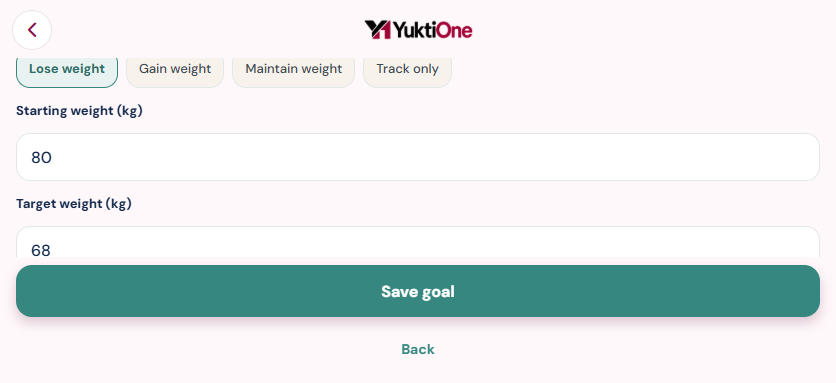 YuktiOne
Lose weight Gain weight Maintain weight Track only
Starting weight (kg)
80
Target weight (kg)
68
Save goal
Back